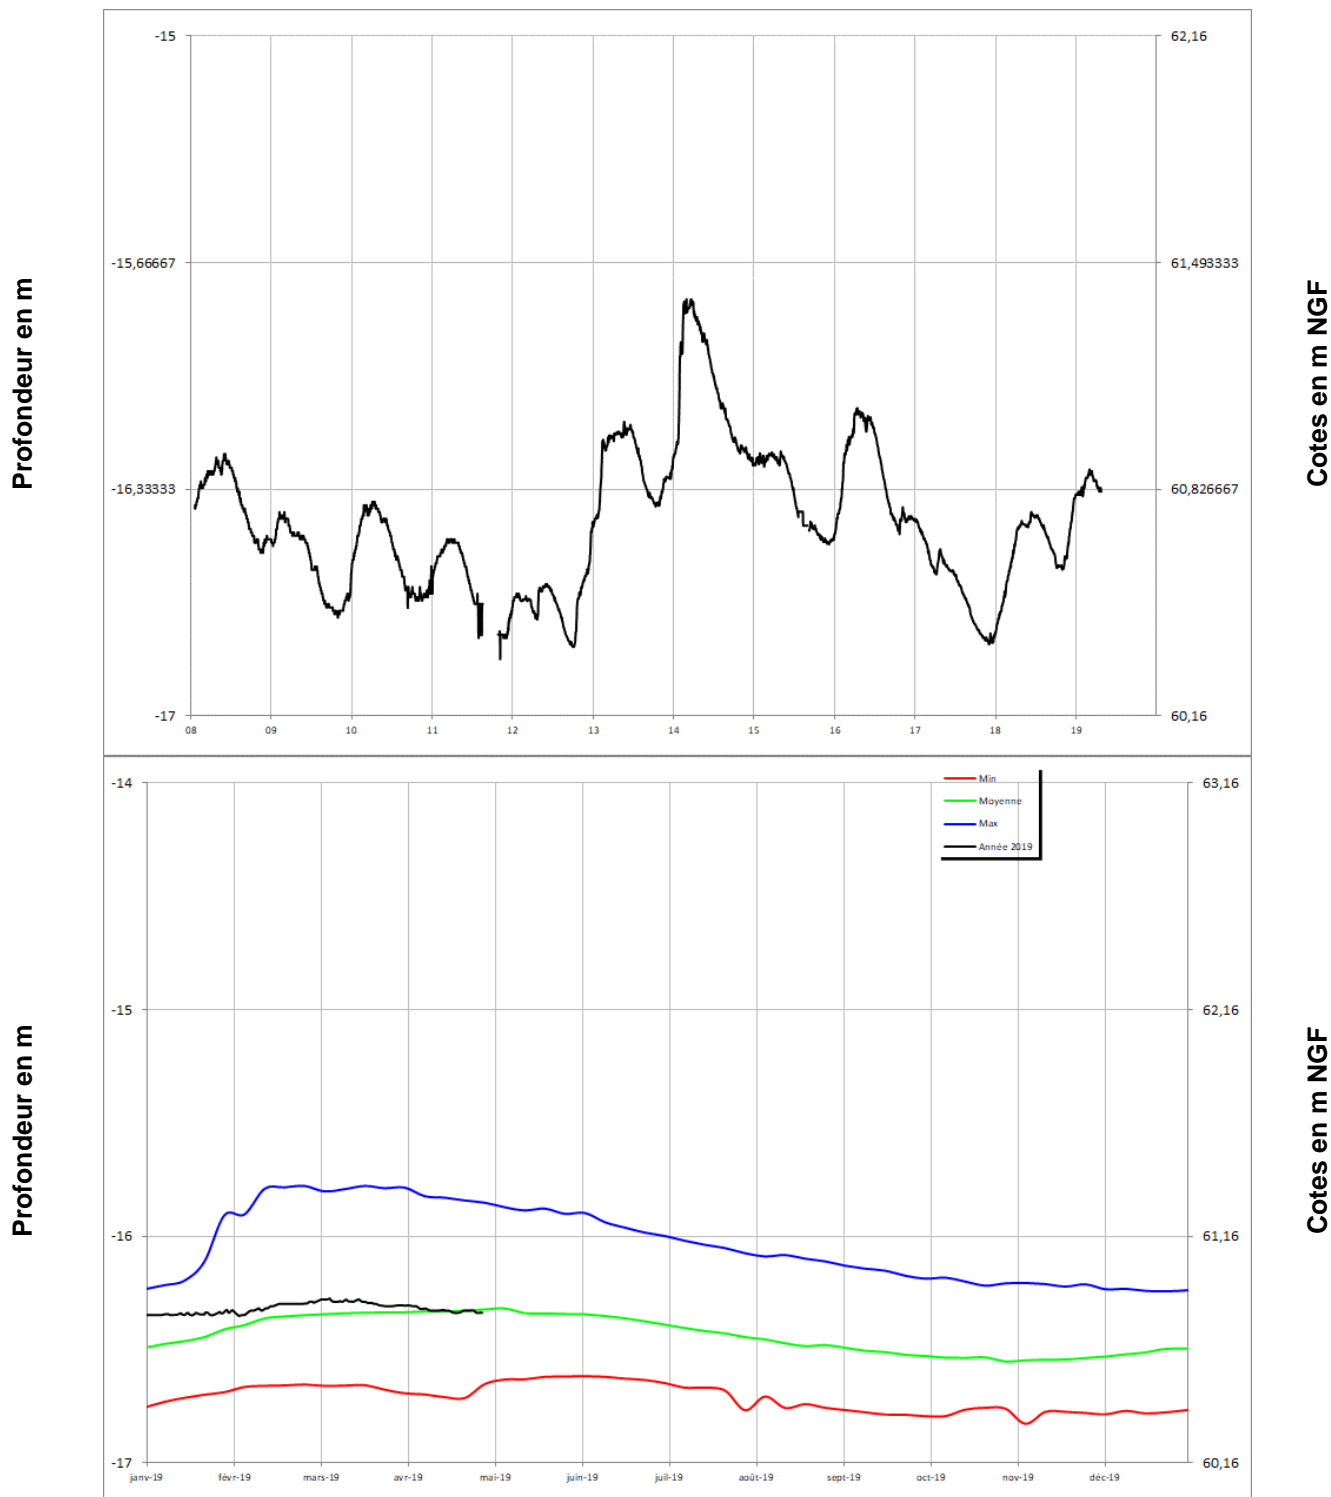 -15
62,16
-15,66667
61,493333
Profondeur en m
Cotes en m NGF
-16,33333
60,826667
-17
60,16
08 09 10 11 12 13 14 15 16 17 18 19
-14
63,16
Min
Moyenne
Max
Année 2019
-15
62,16
Profondeur en m
Cotes en m NGF
-16
61,16
-17
60,16
janv-19 févr-19 mars-19 avr-19 mai-19 juin-19 juil-19 août-19 sept-19 oct-19 nov-19 déc-19